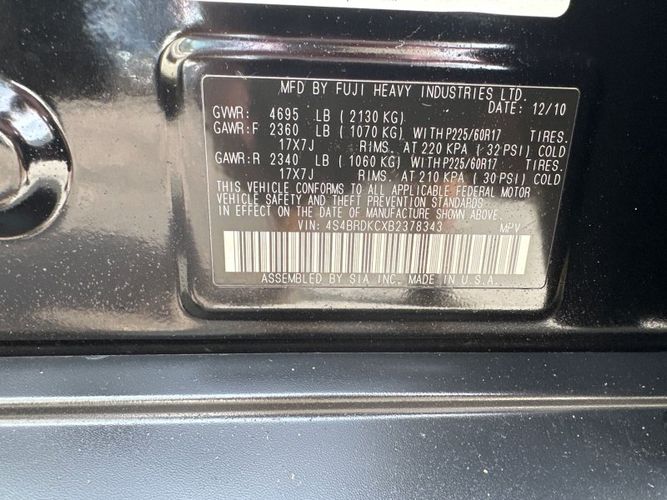 MFD BY FUJI HEAVY INDUSTRIES LTD.
DATE: 12/10
GVWR: 4695 LB (2130 KG)
GAWR:F 2360 LB (1070 KG) WITH P225/60R17 TIRES.
17X7J RIMS. AT 220 KPA (32 PSI) COLD
GAWR:R 2340 LB (1060 KG) WITH P225/60R17 TIRES.
17X7J RIMS. AT 210 KPA (30 PSI) COLD
THIS VEHICLE CONFORMS TO ALL APPLICABLE FEDERAL MOTOR
VEHICLE SAFETY AND THEFT PREVENTION STANDARDS
IN EFFECT ON THE DATE OF MANUFACTURE SHOWN ABOVE.
VIN: 4S4BRDKCXB2378343 MPV
ASSEMBLED BY SIA INC. MADE IN U.S.A.